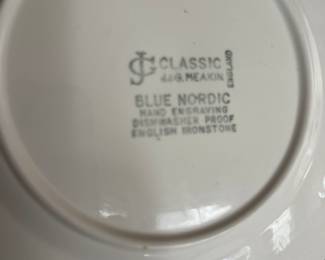 CLASSIC
J.&G. MEAKIN
ENGLAND
BLUE NORDIC
HAND ENGRAVING
DISHWASHER PROOF
ENGLISH IRONSTONE